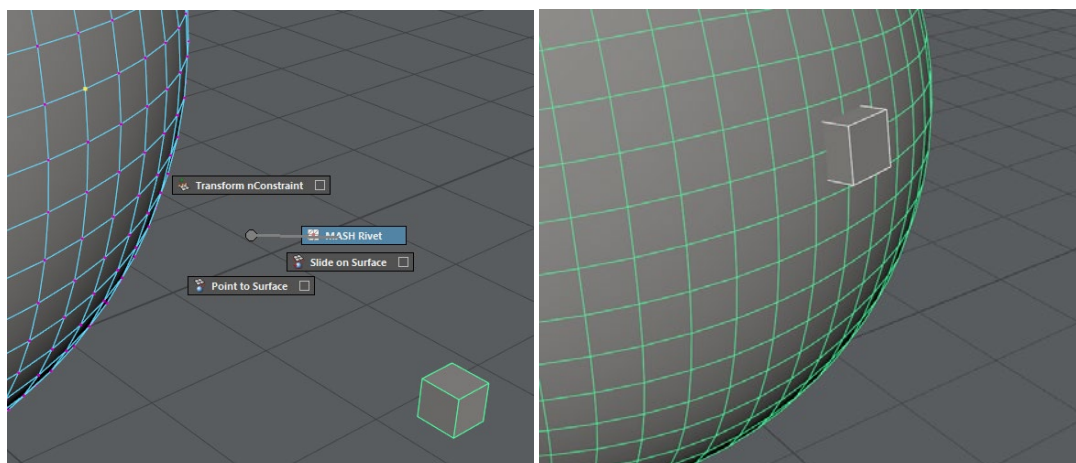 Transform nConstraint
MASH Rivet
Slide on Surface
Point to Surface